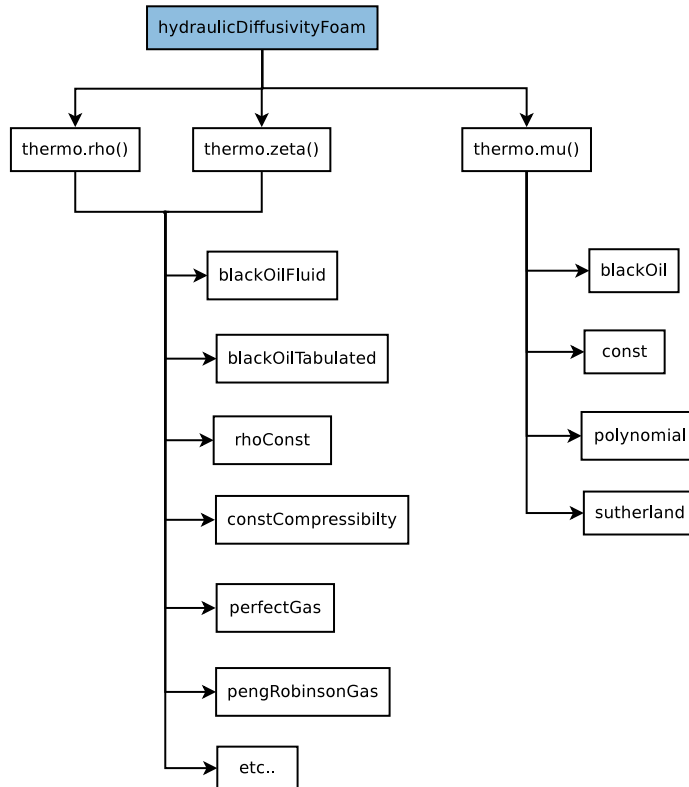 hydraulicDiffusivityFoam
thermo.rho()
thermo.zeta()
thermo.mu()
blackOilFluid
blackOilTabulated
rhoConst
constCompressibilty
perfectGas
pengRobinsonGas
etc..
blackOil
const
polynomial
sutherland